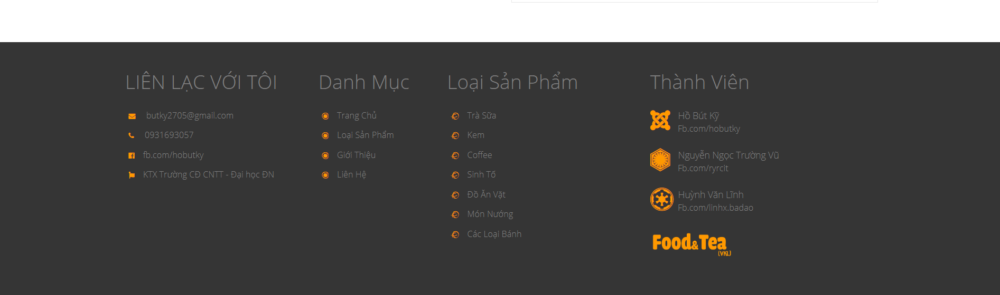 LIÊN LẠC VỚI TÔI
butky2705@gmail.com
0931693057
fb.com/hobutky
KTX Trường CĐ CNTT - Đại học ĐN
Danh Mục
Trang Chủ
Loại Sản Phẩm
Giới Thiệu
Liên Hệ
Loại Sản Phẩm
Trà Sữa
Kem
Coffee
Sinh Tố
Đồ Ăn Vặt
Món Nướng
Các Loại Bánh
Thành Viên
Hồ Bút Kỹ
Fb.com/hobutky
Nguyễn Ngọc Trường Vũ
Fb.com/ryrcit
Huỳnh Văn Lĩnh
Fb.com/linhx.badao
Food&Tea
(VKL)